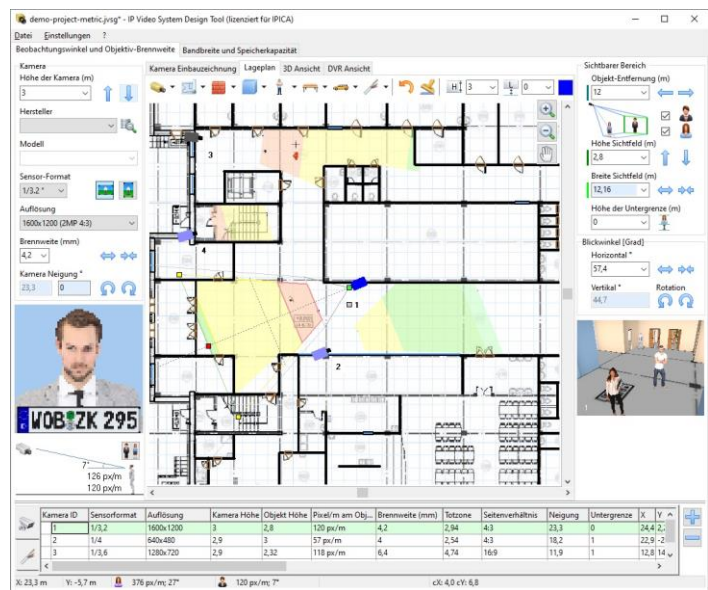 demo-project-metric.jvsg* - IP Video System Design Tool (lizenziert für IPICA)
Datei Einstellungen ?
Beobachtungswinkel und Objektiv-Brennweite Bandbreite und Speicherkapazität
Kamera
Höhe der Kamera (m)
3
Hersteller
Modell
Sensor-Format
1/3.2 "
Auflösung
1600x1200 (2MP 4:3)
Brennweite (mm)
4,2
Kamera Neigung °
23,3 0
WOB ZK 295
7°
126 px/m
120 px/m
Kamera Einbauzeichnung Lageplan 3D Ansicht DVR Ansicht
H 3 0
3
4
1
2
Sichtbarer Bereich
Objekt-Entfernung (m)
12
Höhe Sichtfeld (m)
2,8
Breite Sichtfeld (m)
12,16
Höhe der Untergrenze (m)
0
Blickwinkel [Grad]
Horizontal °
57,4
Vertikal ° Rotation
44,7
1
Kamera ID Sensorformat Auflösung Kamera Höhe Objekt Höhe Pixel/m am Obj... Brennweite (mm) Totzone Seitenverhältnis Neigung Untergrenze X Y
1 1/3,2 1600x1200 3 2,8 120 px/m 4,2 2,94 4:3 23,3 0 24,4
2 1/4 640x480 2,9 3 57 px/m 4 2,54 4:3 18,2 1 22,9 -2
3 1/3,6 1280x720 2,9 2,32 118 px/m 6,4 4,74 16:9 11,9 1 12,8 14
X: 23,3 m Y: -5,7 m 376 px/m; 27° 120 px/m; 7° cX: 4,0 cY: 6,8